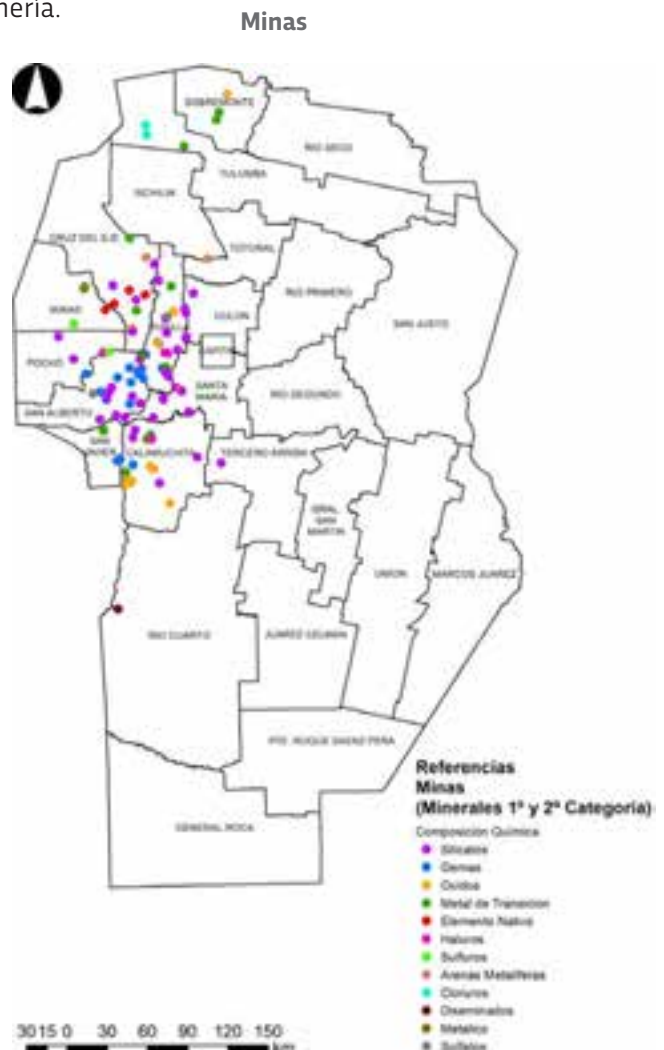 nería.
Minas
SOBREMONTE
RIO SECO
TULUMBA
ISCHILIN
CRUZ DEL EJE
TOTORAL
RIO PRIMERO
MINAS
COLON
SAN JUSTO
POCHO
SANTA
MARIA
RIO SEGUNDO
SAN ALBERTO
SAN
JAVIER
CALAMUCHITA
TERCERO ARRIBA
GRAL
SAN
MARTIN
UNION
MARCOS JUAREZ
RIO CUARTO
JUAREZ CELMAN
PTE. ROQUE SAENZ PEÑA
GENERAL ROCA
Referencias
Minas
(Minerales 1º y 2º Categoría)
Composición Química
Silicatos
Gemas
Oxidos
Metal de Transicion
Elemento Nativo
Haluros
Sulfuros
Arenas Metalíferas
Cloruros
Diseminados
Metalico
Sulfatos
30 15 0 30 60 90 120 150
km